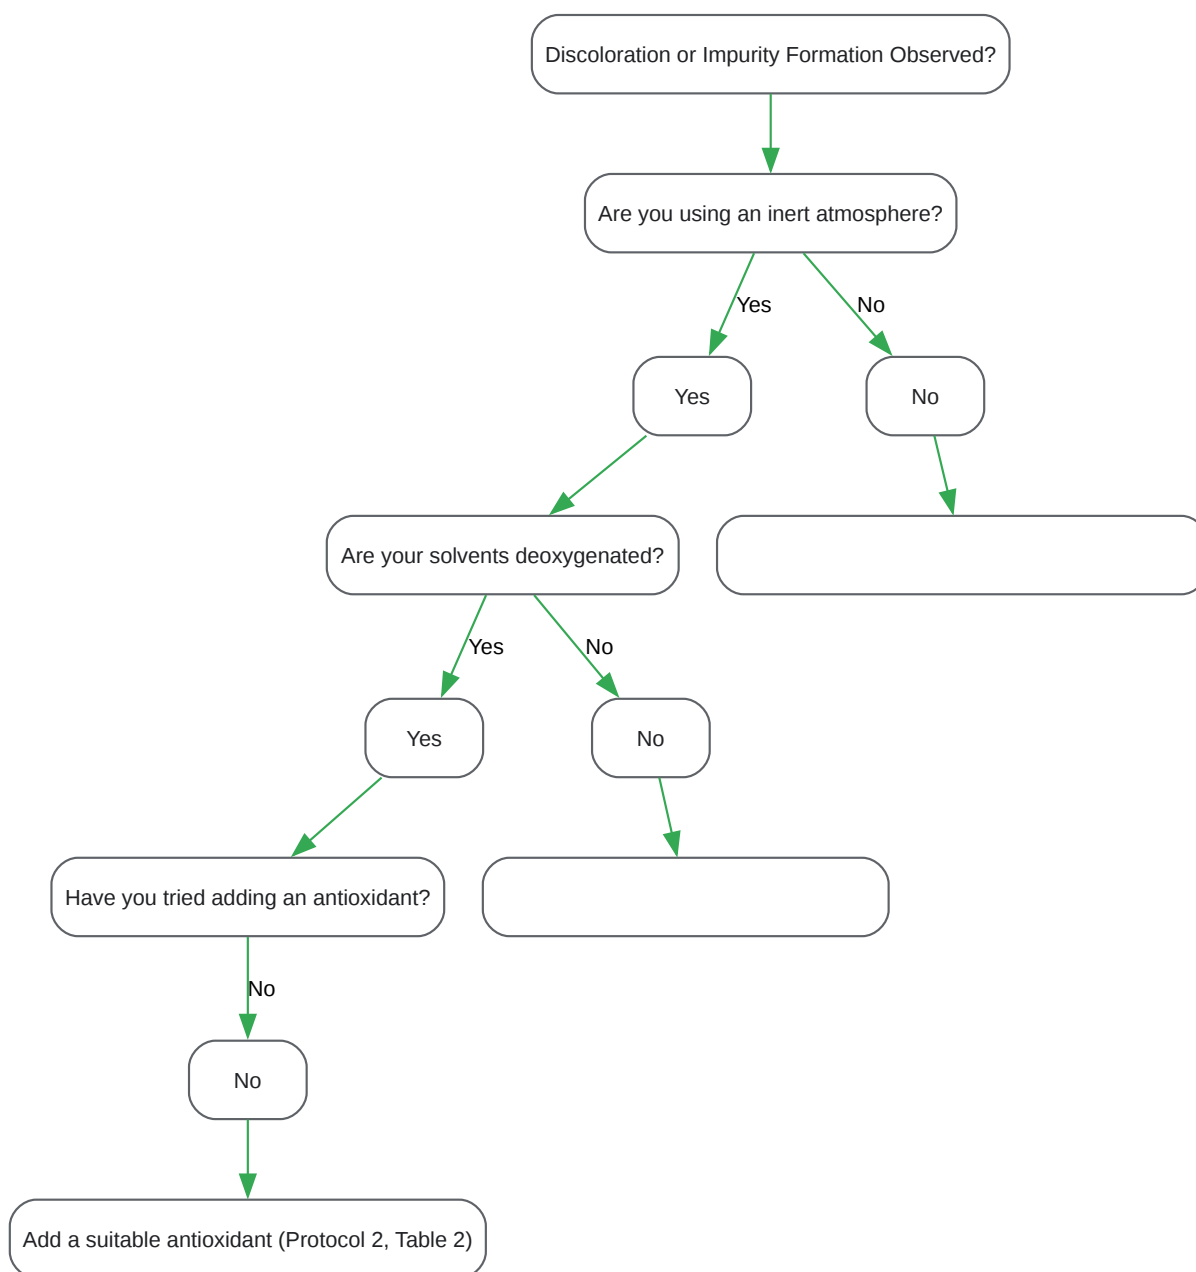 Discoloration or Impurity Formation Observed?
Are you using an inert atmosphere?
Yes
No
Yes
No
Are your solvents deoxygenated?
Yes
No
Yes
No
Have you tried adding an antioxidant?
No
No
Add a suitable antioxidant (Protocol 2, Table 2)